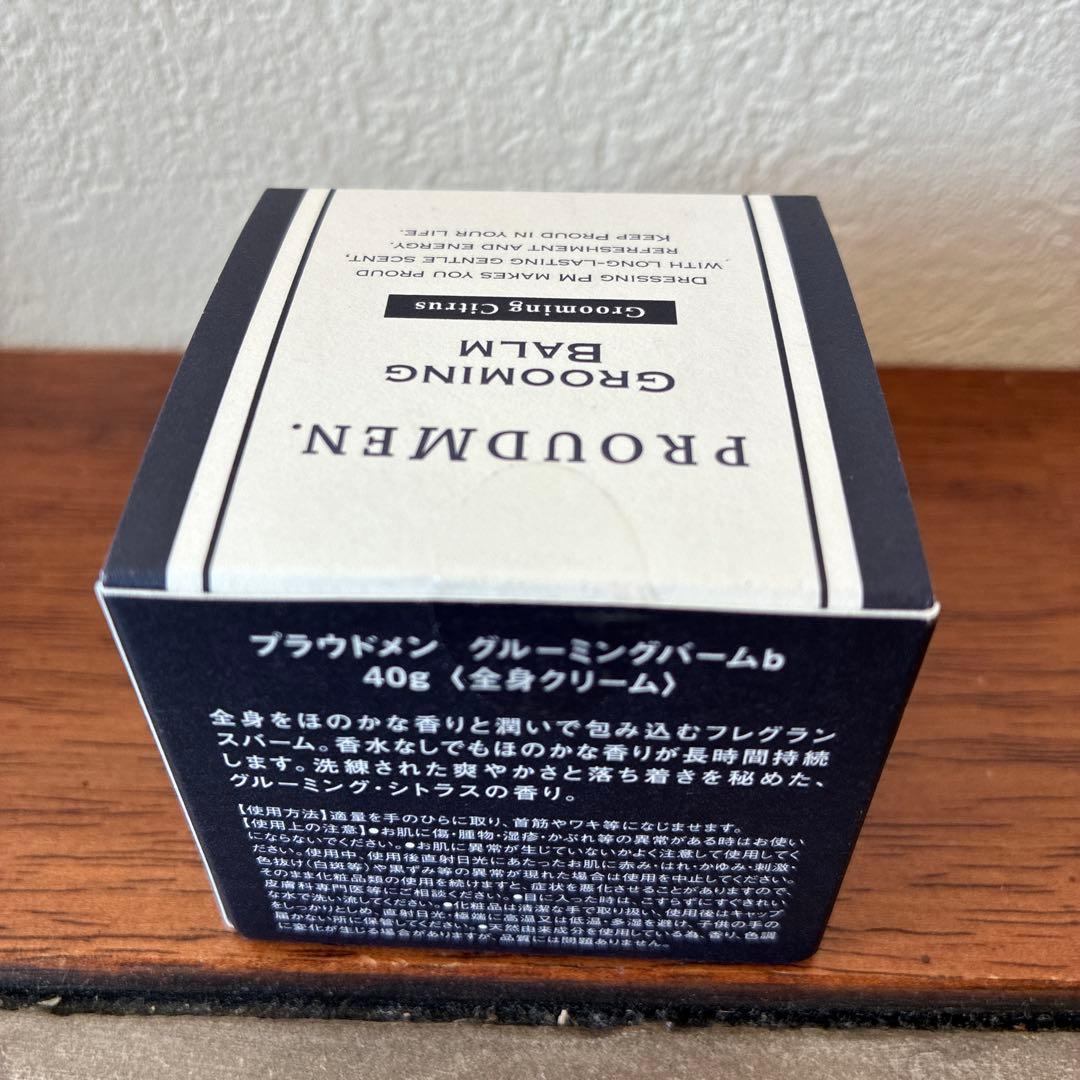 PROUDMEN.
GROOMING
BALM
Grooming Citrus
DRESSING PM MAKES YOU PROUD
WITH LONG-LASTING GENTLE SCENT,
REFRESHMENT AND ENERGY.
KEEP PROUD IN YOUR LIFE.
プラウドメン グルーミングバームb
40g 〈全身クリーム〉
全身をほのかな香りと潤いで包み込むフレグラン
スバーム。香水なしでもほのかな香りが長時間持続
します。洗練された爽やかさと落ち着きを秘めた、
グルーミング・シトラスの香り。
【使用方法】適量を手のひらに取り、首筋やワキ等になじませます。
【使用上の注意】●お肌に傷・腫物・湿疹・かぶれ等の異常がある時はお使い
にならないでください。●お肌に異常が生じていないかよく注意して使用してく
ださい。使用中、使用後直射日光にあたったお肌に赤み・はれ・かゆみ・刺激
色抜け(白斑等)や黒ずみ等の異常が現れた場合は使用を中止してください。
そのまま化粧品類の使用を続けますと、症状を悪化させることがありますので、
皮膚科専門医等にご相談ください。●目に入った時は、こすらずにすぐきれい
な水で洗い流してください。●化粧品は清潔な手で取り扱い、使用後はキャップ
をしっかりとしめ、直射日光・極端に高温又は低温・多湿を避け、子供の手の
届かない所に保管してください。●天然由来成分を使用している為、香り、色調
に変化が生じる場合がありますが、品質には問題ありません。